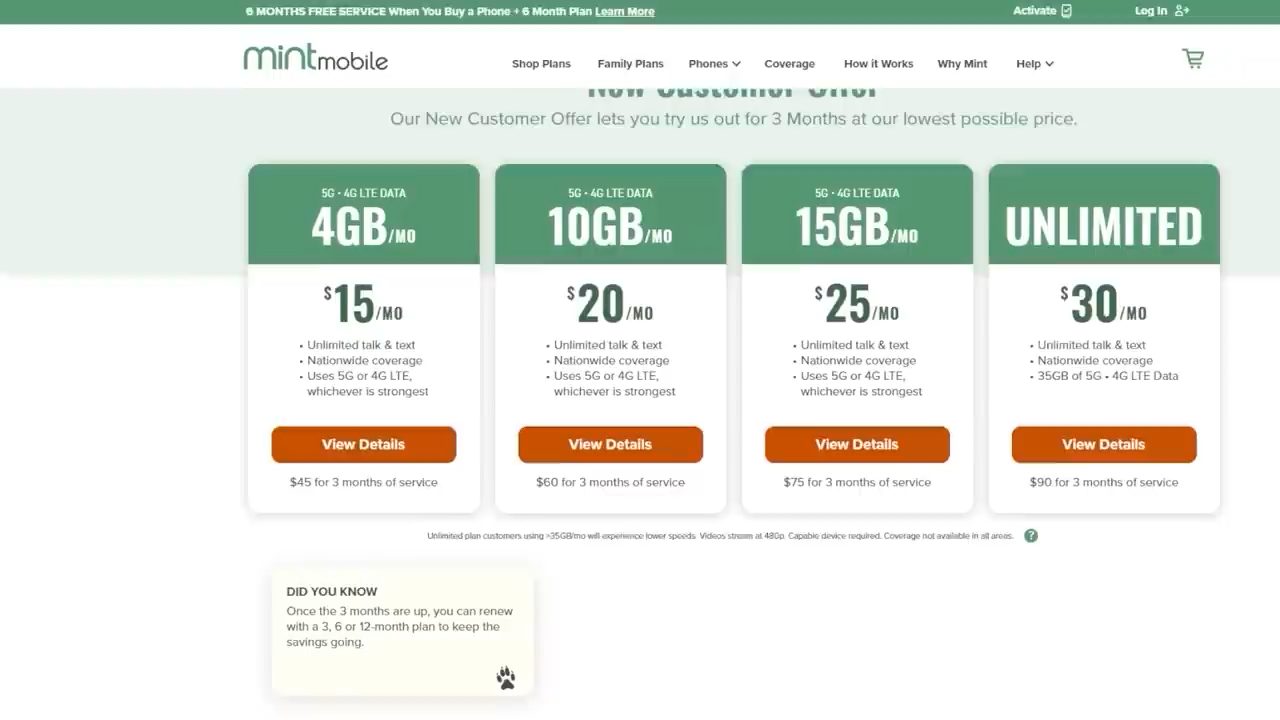 6 MONTHS FREE SERVICE When You Buy a Phone + 6 Month Plan Learn More
Activate
Log In
mintmobile
Shop Plans
Family Plans
Phones
Coverage
How it Works
Why Mint
Help
New Customer Offer
Our New Customer Offer lets you try us out for 3 Months at our lowest possible price.
5G • 4G LTE DATA
4GB/MO
$15/MO
• Unlimited talk & text
• Nationwide coverage
• Uses 5G or 4G LTE,
whichever is strongest
View Details
$45 for 3 months of service
5G • 4G LTE DATA
10GB/MO
$20/MO
• Unlimited talk & text
• Nationwide coverage
• Uses 5G or 4G LTE,
whichever is strongest
View Details
$60 for 3 months of service
5G • 4G LTE DATA
15GB/MO
$25/MO
• Unlimited talk & text
• Nationwide coverage
• Uses 5G or 4G LTE,
whichever is strongest
View Details
$75 for 3 months of service
UNLIMITED
$30/MO
• Unlimited talk & text
• Nationwide coverage
• 35GB of 5G • 4G LTE Data
View Details
$90 for 3 months of service
Unlimited plan customers using >35GB/mo will experience lower speeds. Videos stream at 480p. Capable device required. Coverage not available in all areas. ?
DID YOU KNOW
Once the 3 months are up, you can renew
with a 3, 6 or 12-month plan to keep the
savings going.